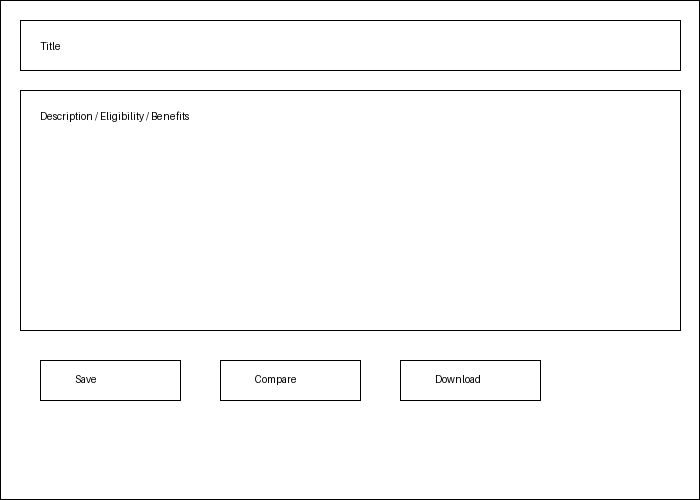 Title
Description / Eligibility / Benefits
Save
Compare
Download